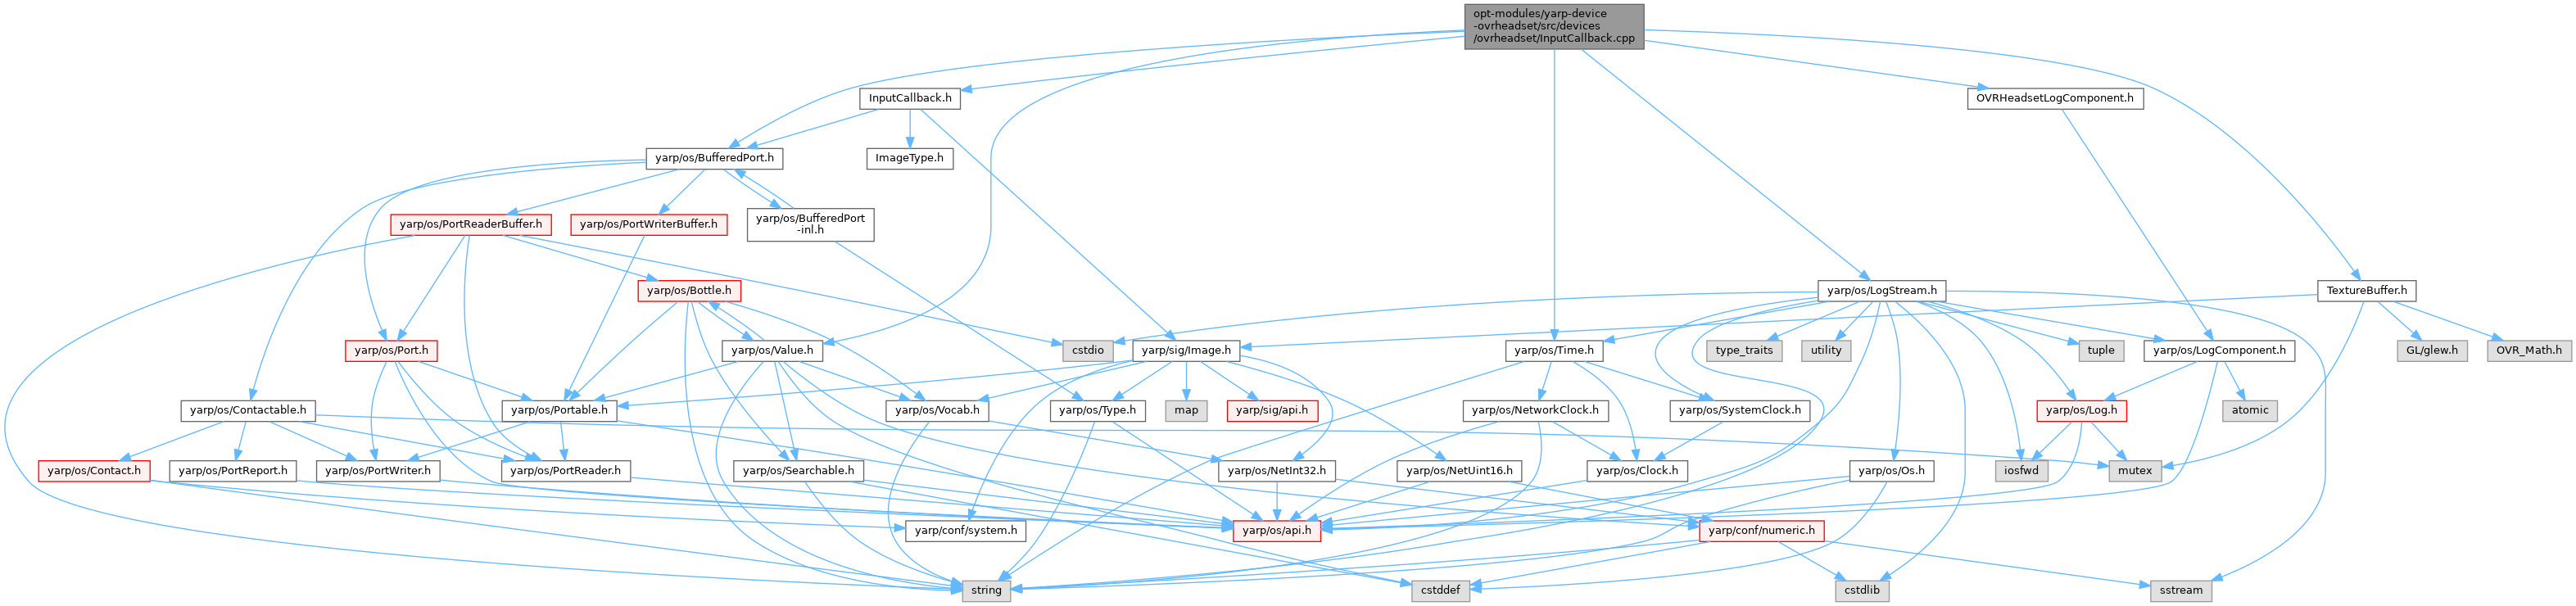 opt-modules/yarp-device
-ovrheadset/src/devices
/ovrheadset/InputCallback.cpp
InputCallback.h
OVRHeadsetLogComponent.h
yarp/os/BufferedPort.h
ImageType.h
yarp/os/PortReaderBuffer.h
yarp/os/PortWriterBuffer.h
yarp/os/BufferedPort
-inl.h
yarp/os/Bottle.h
yarp/os/LogStream.h
TextureBuffer.h
yarp/os/Port.h
yarp/os/Value.h
cstdio
yarp/sig/Image.h
yarp/os/Time.h
type_traits
utility
tuple
yarp/os/LogComponent.h
GL/glew.h
OVR_Math.h
yarp/os/Contactable.h
yarp/os/Portable.h
yarp/os/Vocab.h
yarp/os/Type.h
map
yarp/sig/api.h
yarp/os/NetworkClock.h
yarp/os/SystemClock.h
yarp/os/Log.h
atomic
yarp/os/Contact.h
yarp/os/PortReport.h
yarp/os/PortWriter.h
yarp/os/PortReader.h
yarp/os/Searchable.h
yarp/os/NetInt32.h
yarp/os/NetUint16.h
yarp/os/Clock.h
yarp/os/Os.h
iosfwd
mutex
yarp/conf/system.h
yarp/os/api.h
yarp/conf/numeric.h
string
cstddef
cstdlib
sstream